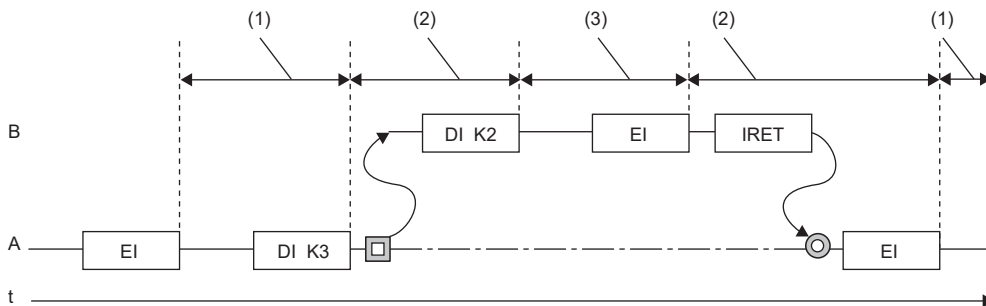 (1) (2) (3) (2) (1)
B DI K2 EI IRET
A EI DI K3 EI
t